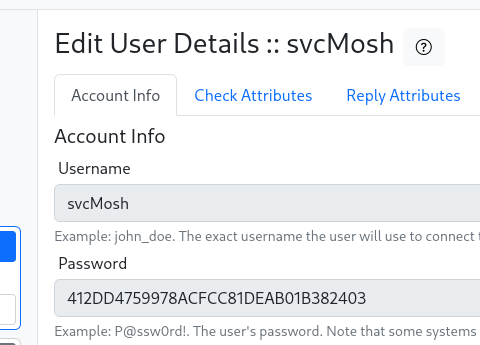 Edit User Details :: svcMosh
Account Info Check Attributes Reply Attributes
Account Info
Username
svcMosh
Example: john_doe. The exact username the user will use to connect
Password
412DD4759978ACFCC81DEAB01B382403
Example: P@ssw0rd!. The user's password. Note that some systems